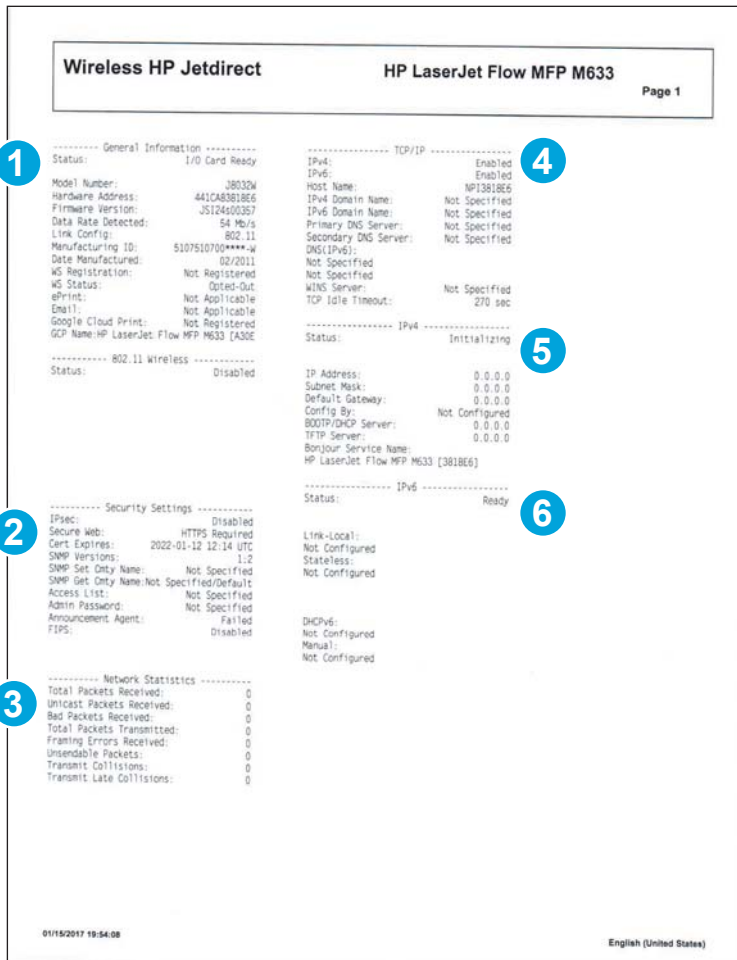 Wireless HP Jetdirect
HP LaserJet Flow MFP M633
Page 1
1
-------- General Information ----------
Status: I/O Card Ready
Model Number: J8032W
Hardware Address: 441CA83818E6
Firmware Version: JSI24s00357
Data Rate Detected: 54 Mb/s
Link Config: 802.11
Manufacturing ID: 5107510700****-W
Date Manufactured: 02/2011
WS Registration: Not Registered
WS Status: Opted-Out
ePrint: Not Applicable
Email: Not Applicable
Google Cloud Print: Not Registered
GCP Name:HP LaserJet Flow MFP M633 [A30E
----------- 802.11 Wireless ------------
Status: Disabled
2
---------- Security Settings ----------
IPsec: Disabled
Secure Web: HTTPS Required
Cert Expires: 2022-01-12 12:14 UTC
SNMP Versions: 1;2
SNMP Set Cmty Name: Not Specified
SNMP Get Cmty Name:Not Specified/Default
Access List: Not Specified
Admin Password: Not Specified
Announcement Agent: Failed
FIPS: Disabled
3
---------- Network Statistics ----------
Total Packets Received: 0
Unicast Packets Received: 0
Bad Packets Received: 0
Total Packets Transmitted: 0
Framing Errors Received: 0
Unsendable Packets: 0
Transmit Collisions: 0
Transmit Late Collisions: 0
4
---------------- TCP/IP ----------------
IPv4: Enabled
IPv6: Enabled
Host Name: NPI3818E6
IPv4 Domain Name: Not Specified
IPv6 Domain Name: Not Specified
Primary DNS Server: Not Specified
Secondary DNS Server: Not Specified
DNS(IPv6):
Not Specified
Not Specified
WINS Server: Not Specified
TCP Idle Timeout: 270 sec
5
----------------- IPv4 -----------------
Status: Initializing
IP Address: 0.0.0.0
Subnet Mask: 0.0.0.0
Default Gateway: 0.0.0.0
Config By: Not Configured
BOOTP/DHCP Server: 0.0.0.0
TFTP Server: 0.0.0.0
Bonjour Service Name:
HP LaserJet Flow MFP M633 [3818E6]
6
----------------- IPv6 -----------------
Status: Ready
Link-Local:
Not Configured
Stateless:
Not Configured
DHCPv6:
Not Configured
Manual:
Not Configured
01/15/2017 19:54:08
English (United States)